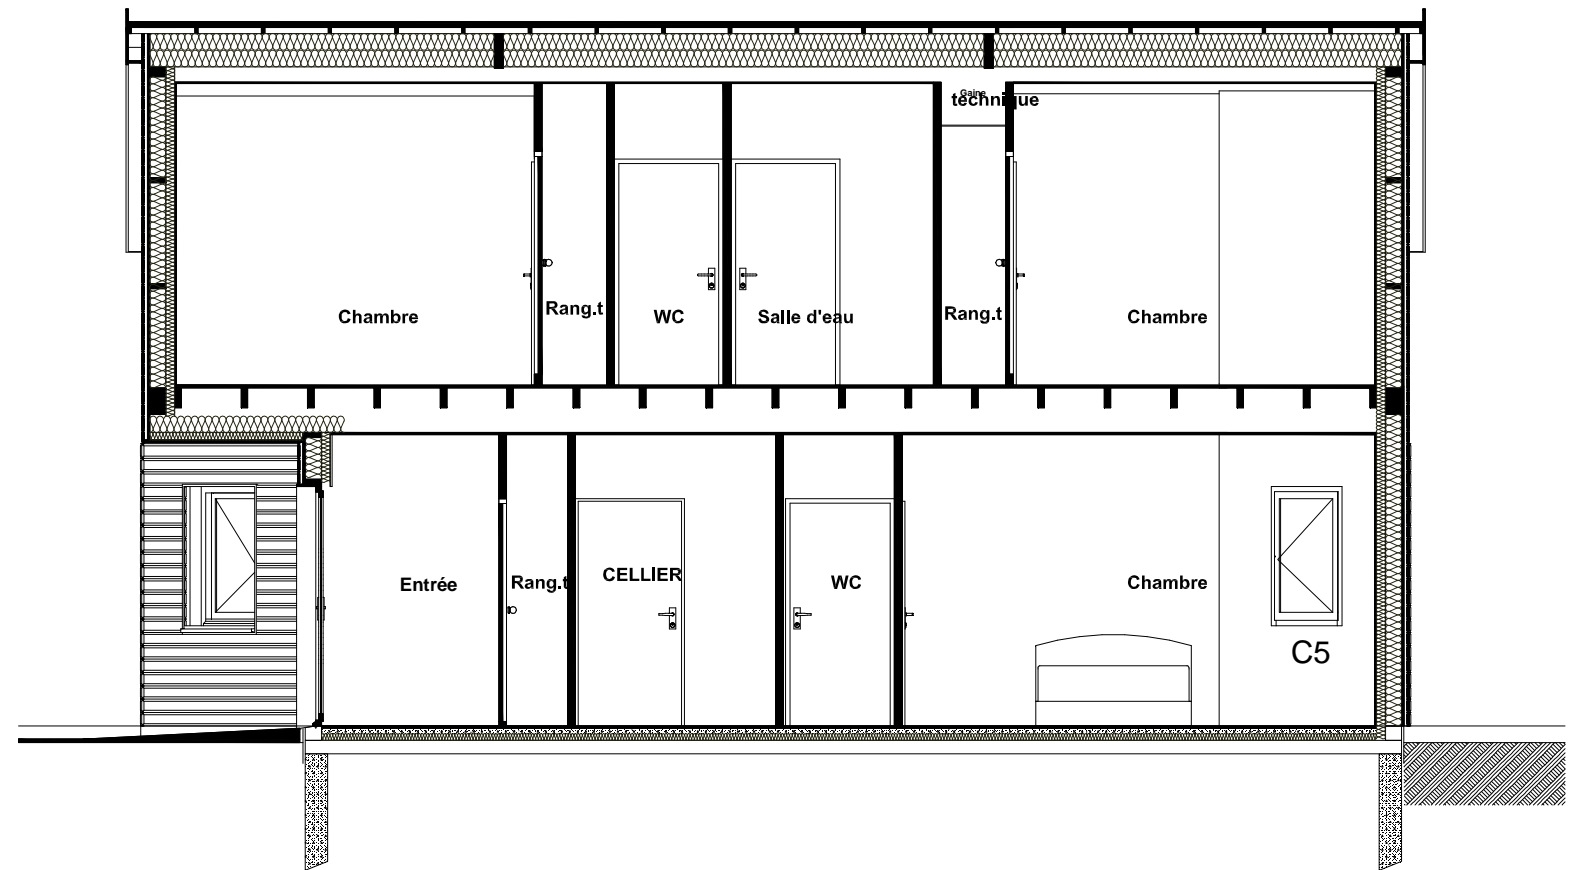 Gaine
technique
Chambre
Rang.t
WC
Salle d'eau
Rang.t
Chambre
Entrée
Rang.t
CELLIER
WC
Chambre
C5